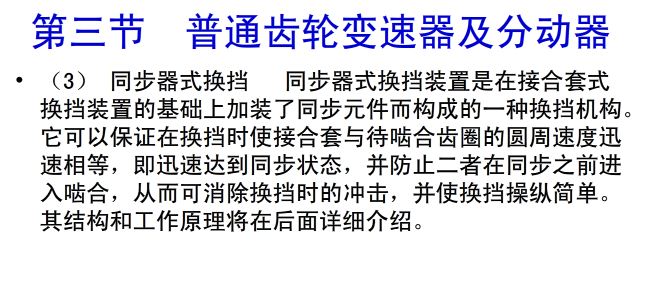 第三节　普通齿轮变速器及分动器
• （3） 同步器式换挡　 同步器式换挡装置是在接合套式
换挡装置的基础上加装了同步元件而构成的一种换挡机构。
它可以保证在换挡时使接合套与待啮合齿圈的圆周速度迅
速相等，即迅速达到同步状态，并防止二者在同步之前进
入啮合，从而可消除换挡时的冲击，并使换挡操纵简单。
其结构和工作原理将在后面详细介绍。